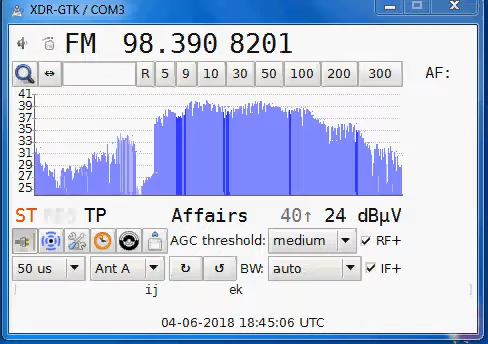 XDR-GTK / COM3
FM 98.390 8201
R 5 9 10 30 50 100 200 300 AF:
41
39
37
35
33
31
29
27
25
ST TP Affairs 40↑ 24 dBµV
AGC threshold: medium RF+
50 us Ant A BW: auto IF+
ij ek
04-06-2018 18:45:06 UTC